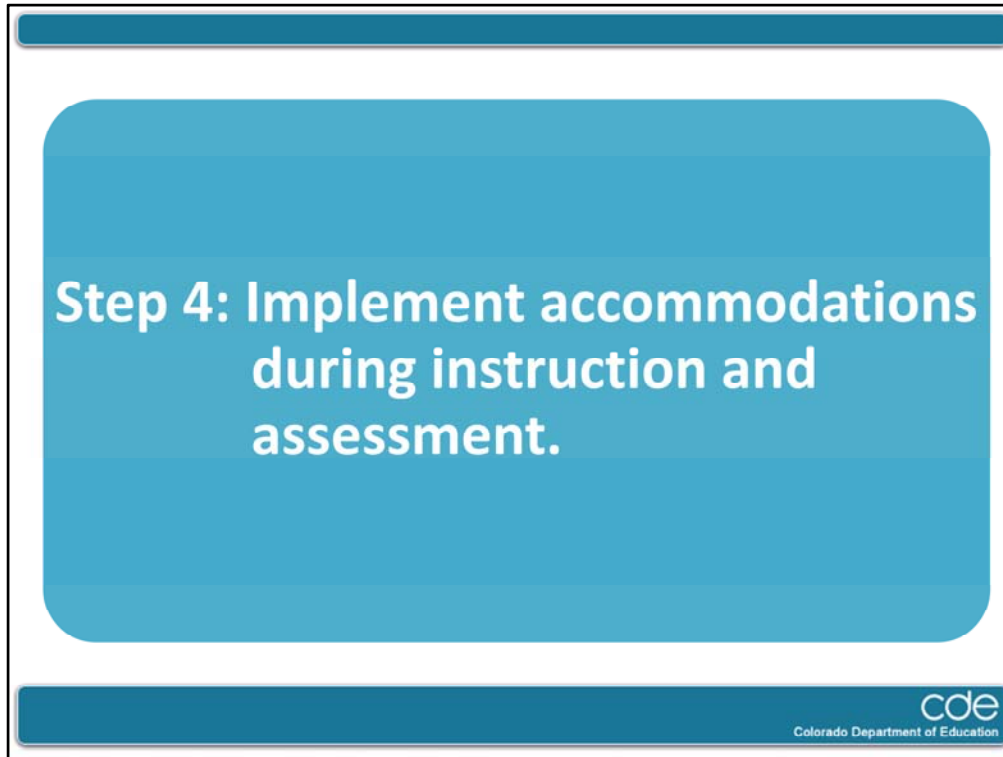 Step 4: Implement accommodations
during instruction and
assessment.
cde
Colorado Department of Education